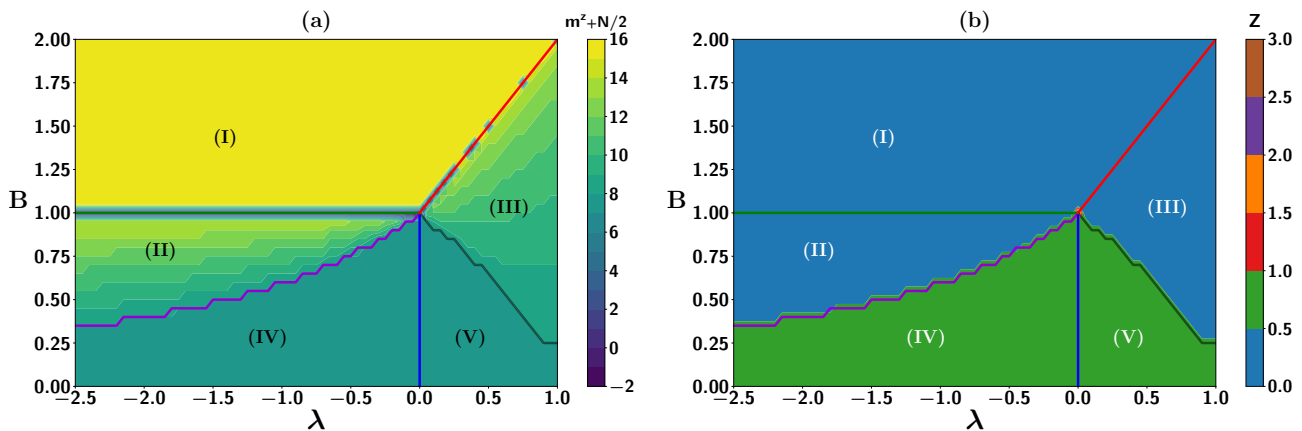 (a)
m^z+N/2
2.00
1.75
1.50
1.25
1.00
0.75
0.50
0.25
0.00
B
(I)
(II)
(III)
(IV)
(V)
−2.5 −2.0 −1.5 −1.0 −0.5 0.0 0.5 1.0
λ
16
14
12
10
8
6
4
2
0
−2
(b)
Z
2.00
1.75
1.50
1.25
1.00
0.75
0.50
0.25
0.00
B
(I)
(II)
(III)
(IV)
(V)
−2.5 −2.0 −1.5 −1.0 −0.5 0.0 0.5 1.0
λ
3.0
2.5
2.0
1.5
1.0
0.5
0.0